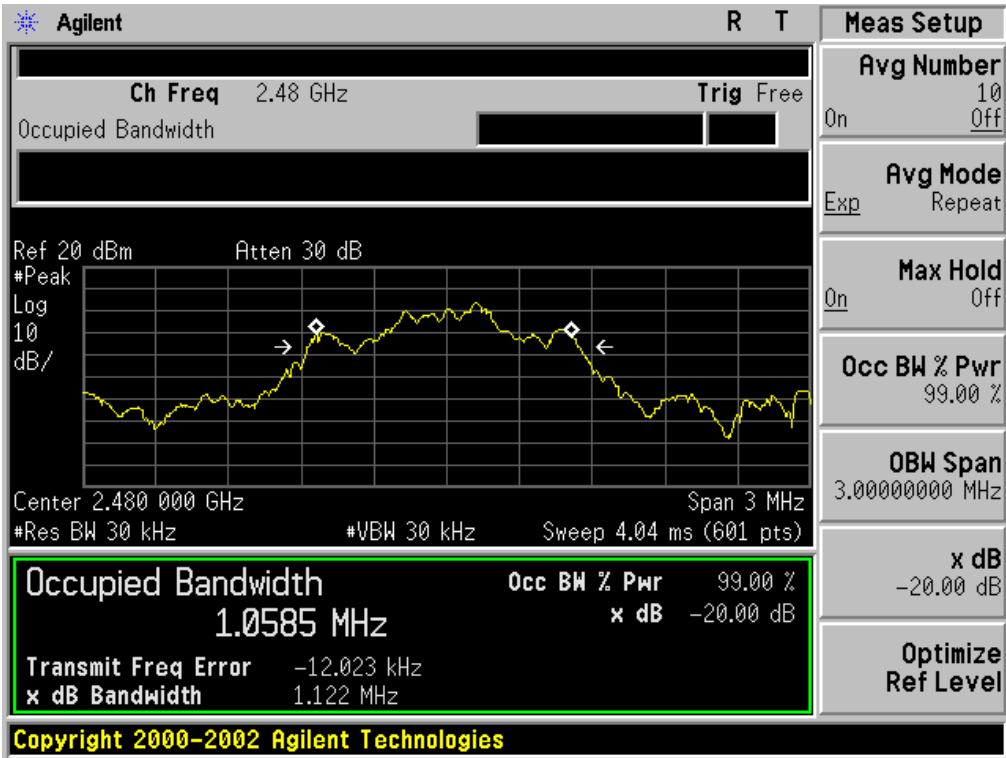 Agilent R T
Ch Freq 2.48 GHz Trig Free
Occupied Bandwidth
Ref 20 dBm Atten 30 dB
#Peak
Log
10
dB/
Center 2.480 000 GHz Span 3 MHz
#Res BW 30 kHz #VBW 30 kHz Sweep 4.04 ms (601 pts)
Occupied Bandwidth Occ BW % Pwr 99.00 %
1.0585 MHz x dB -20.00 dB
Transmit Freq Error -12.023 kHz
x dB Bandwidth 1.122 MHz
Copyright 2000-2002 Agilent Technologies
Meas Setup
Avg Number
10
On Off
Avg Mode
Exp Repeat
Max Hold
On Off
Occ BW % Pwr
99.00 %
OBW Span
3.00000000 MHz
x dB
-20.00 dB
Optimize
Ref Level